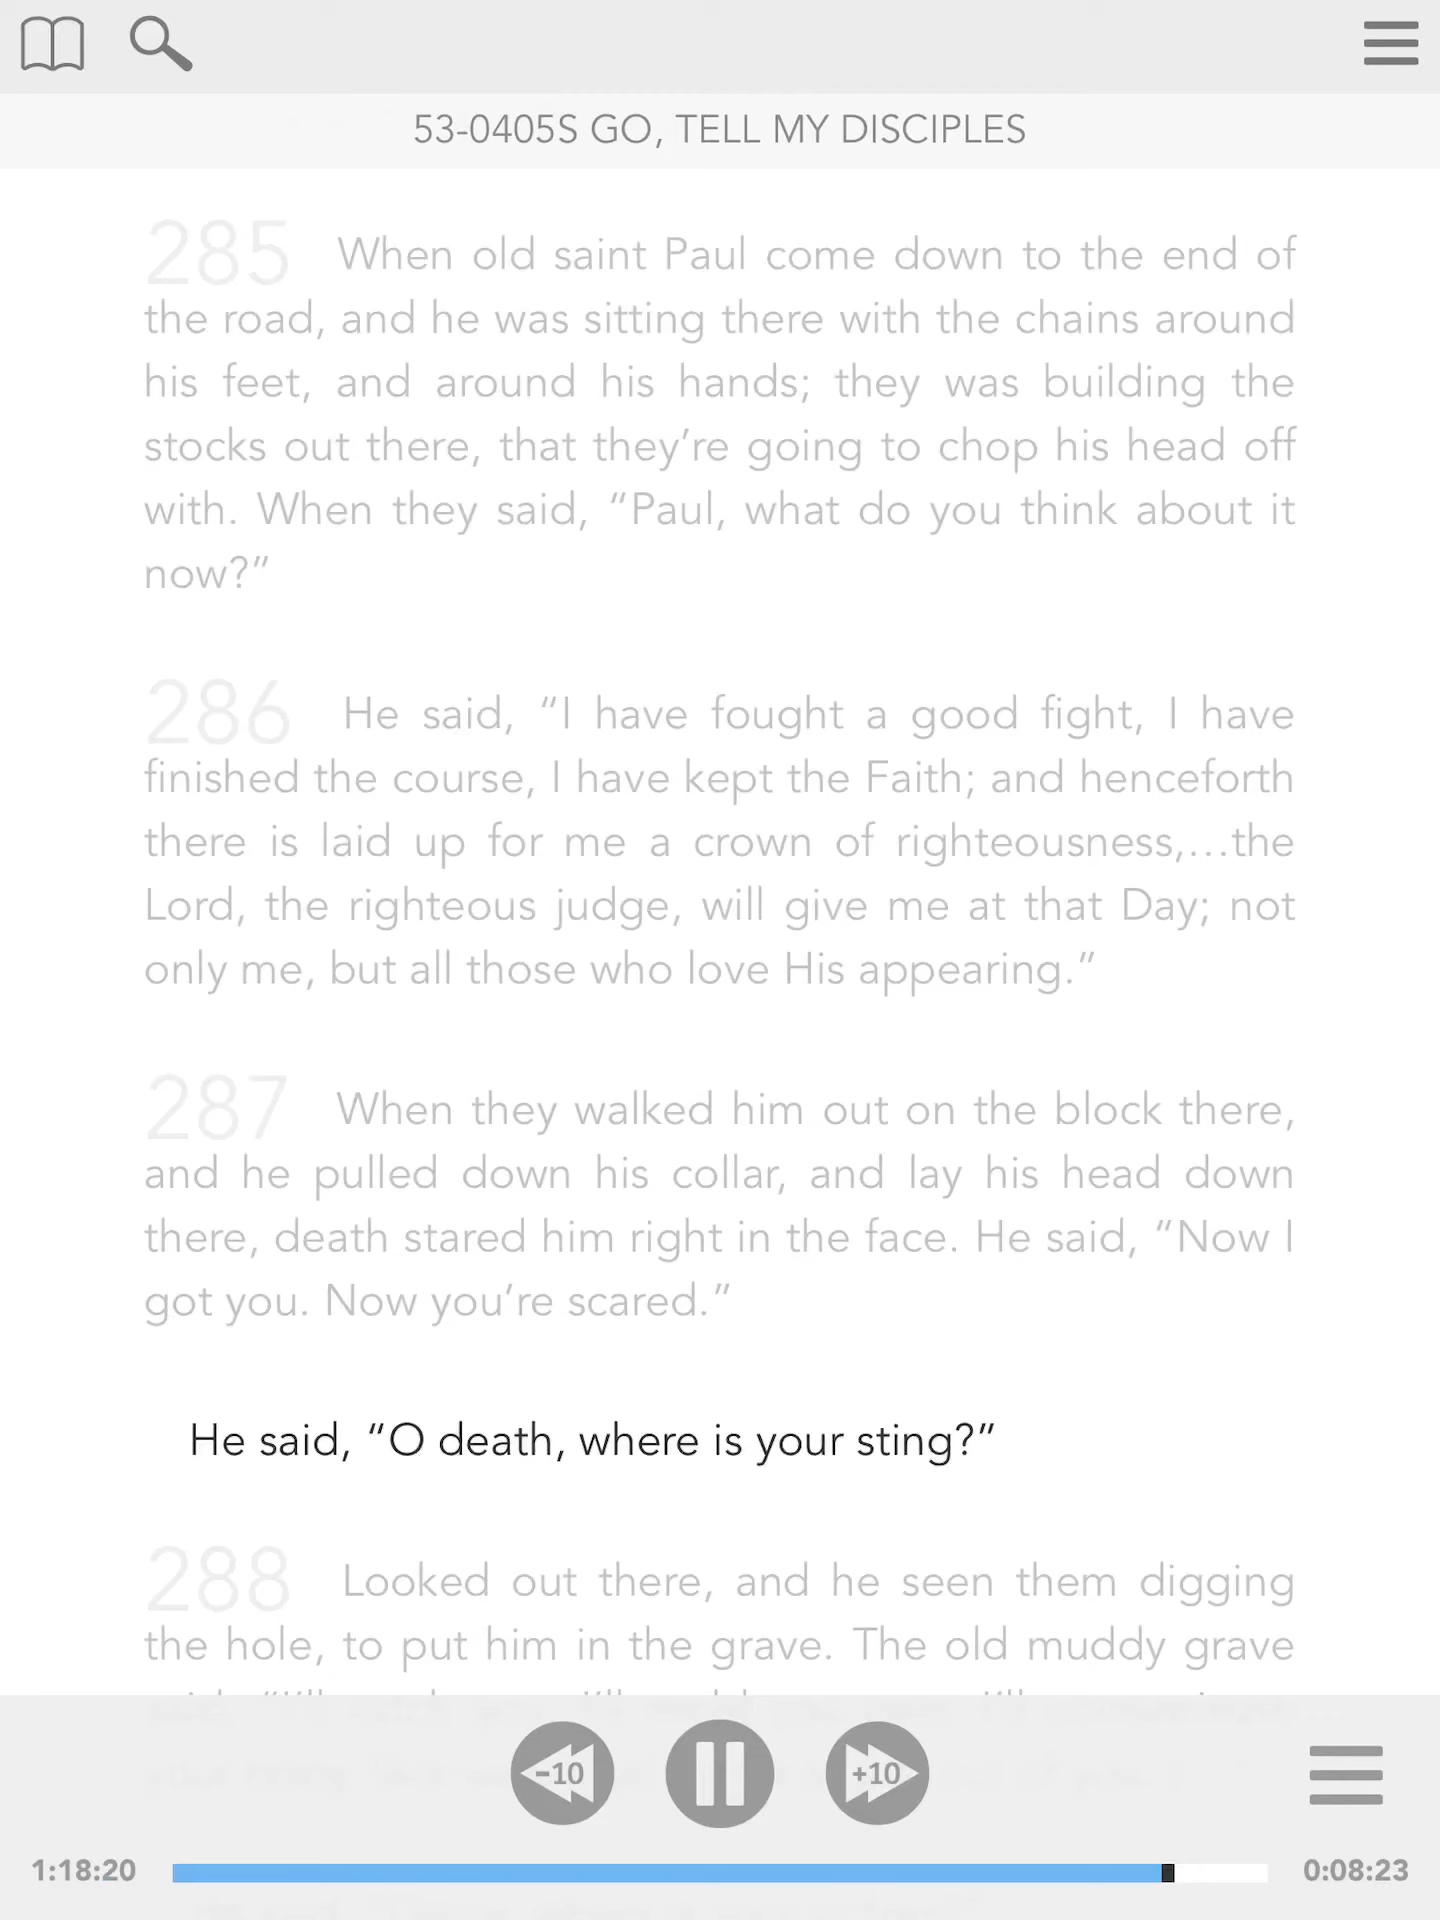 53-0405S GO, TELL MY DISCIPLES
285 When old saint Paul come down to the end of
the road, and he was sitting there with the chains around
his feet, and around his hands; they was building the
stocks out there, that they’re going to chop his head off
with. When they said, “Paul, what do you think about it
now?”
286 He said, “I have fought a good fight, I have
finished the course, I have kept the Faith; and henceforth
there is laid up for me a crown of righteousness,…the
Lord, the righteous judge, will give me at that Day; not
only me, but all those who love His appearing.”
287 When they walked him out on the block there,
and he pulled down his collar, and lay his head down
there, death stared him right in the face. He said, “Now I
got you. Now you’re scared.”
He said, “O death, where is your sting?”
288 Looked out there, and he seen them digging
the hole, to put him in the grave. The old muddy grave
-10 +10
1:18:20 0:08:23